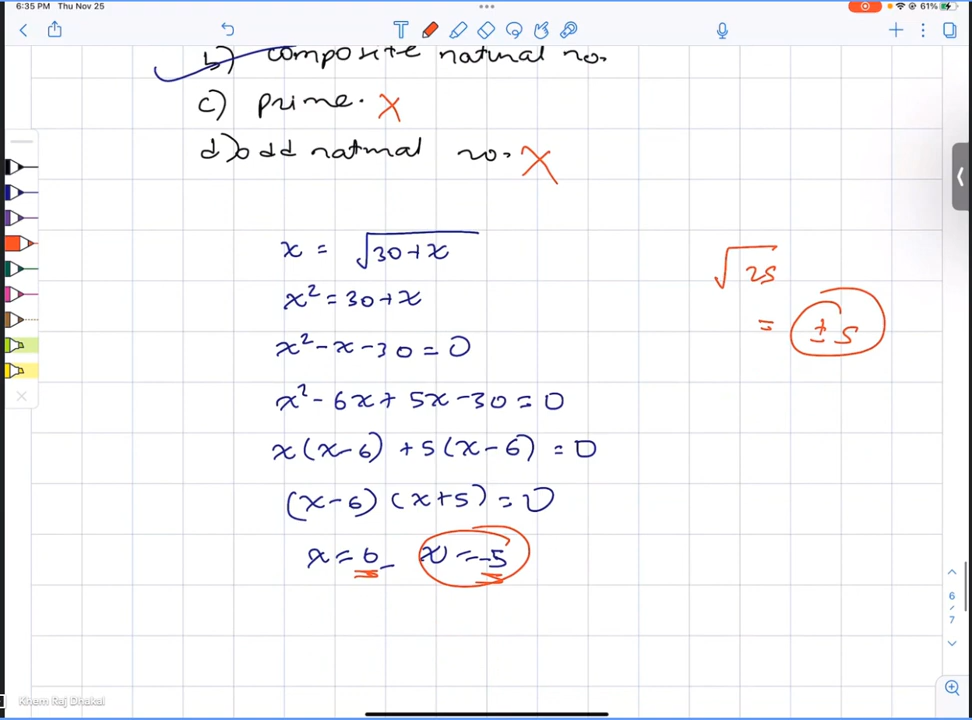 6:35 PM Thu Nov 25
61%
b) composite natural no.
c) prime. X
d) odd natural no. X
x = √30+x
x² = 30+x
x² - x - 30 = 0
x² - 6x + 5x - 30 = 0
x(x-6) + 5(x-6) = 0
(x-6) (x+5) = 0
x = 6 x = -5
√25
= ±5
6
/
7
Khem Raj Dhakal